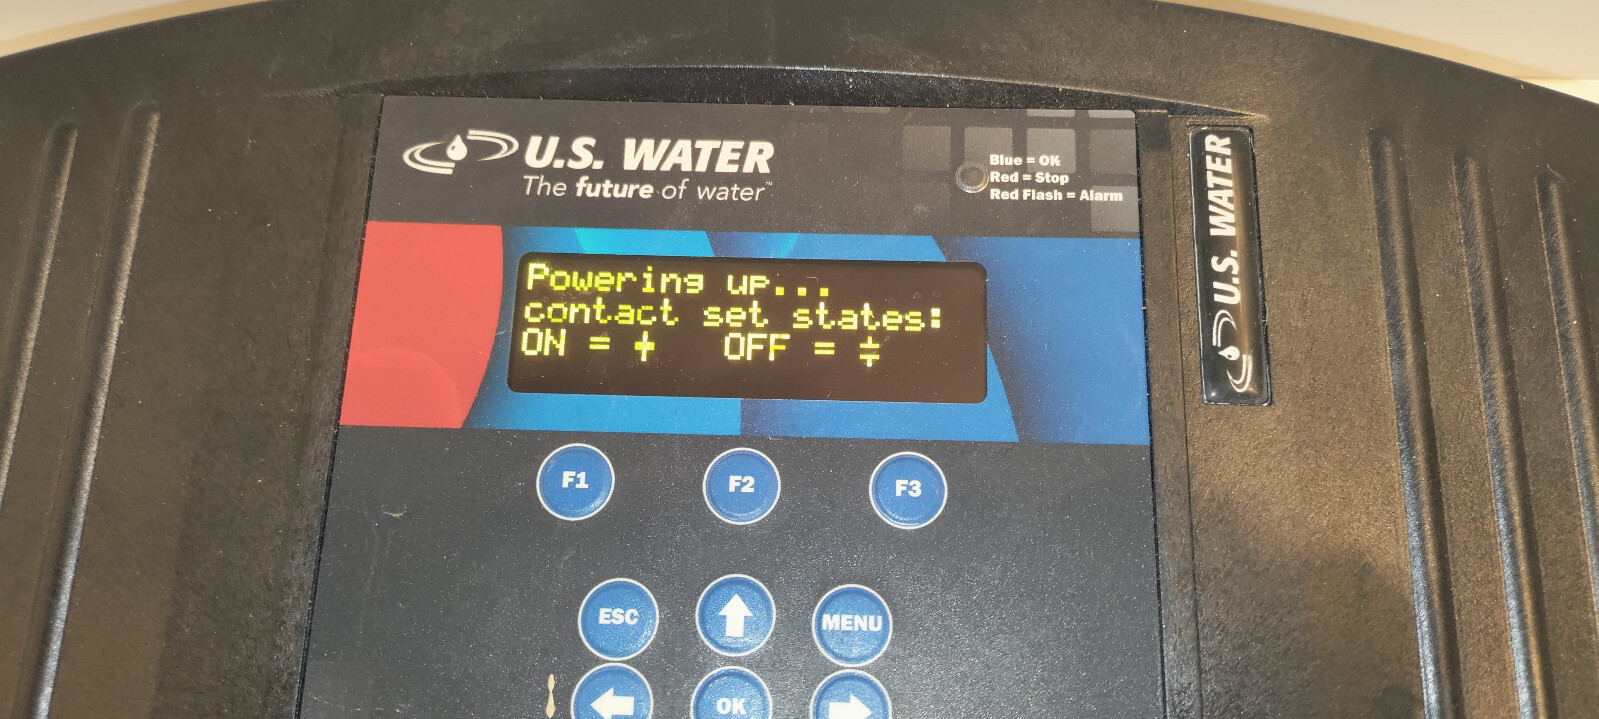 U.S. WATER
The future of water™
Blue = OK
Red = Stop
Red Flash = Alarm
U.S. WATER
Powering up...
contact set states:
ON = ‡ OFF = ‡
F1
F2
F3
ESC
MENU
OK